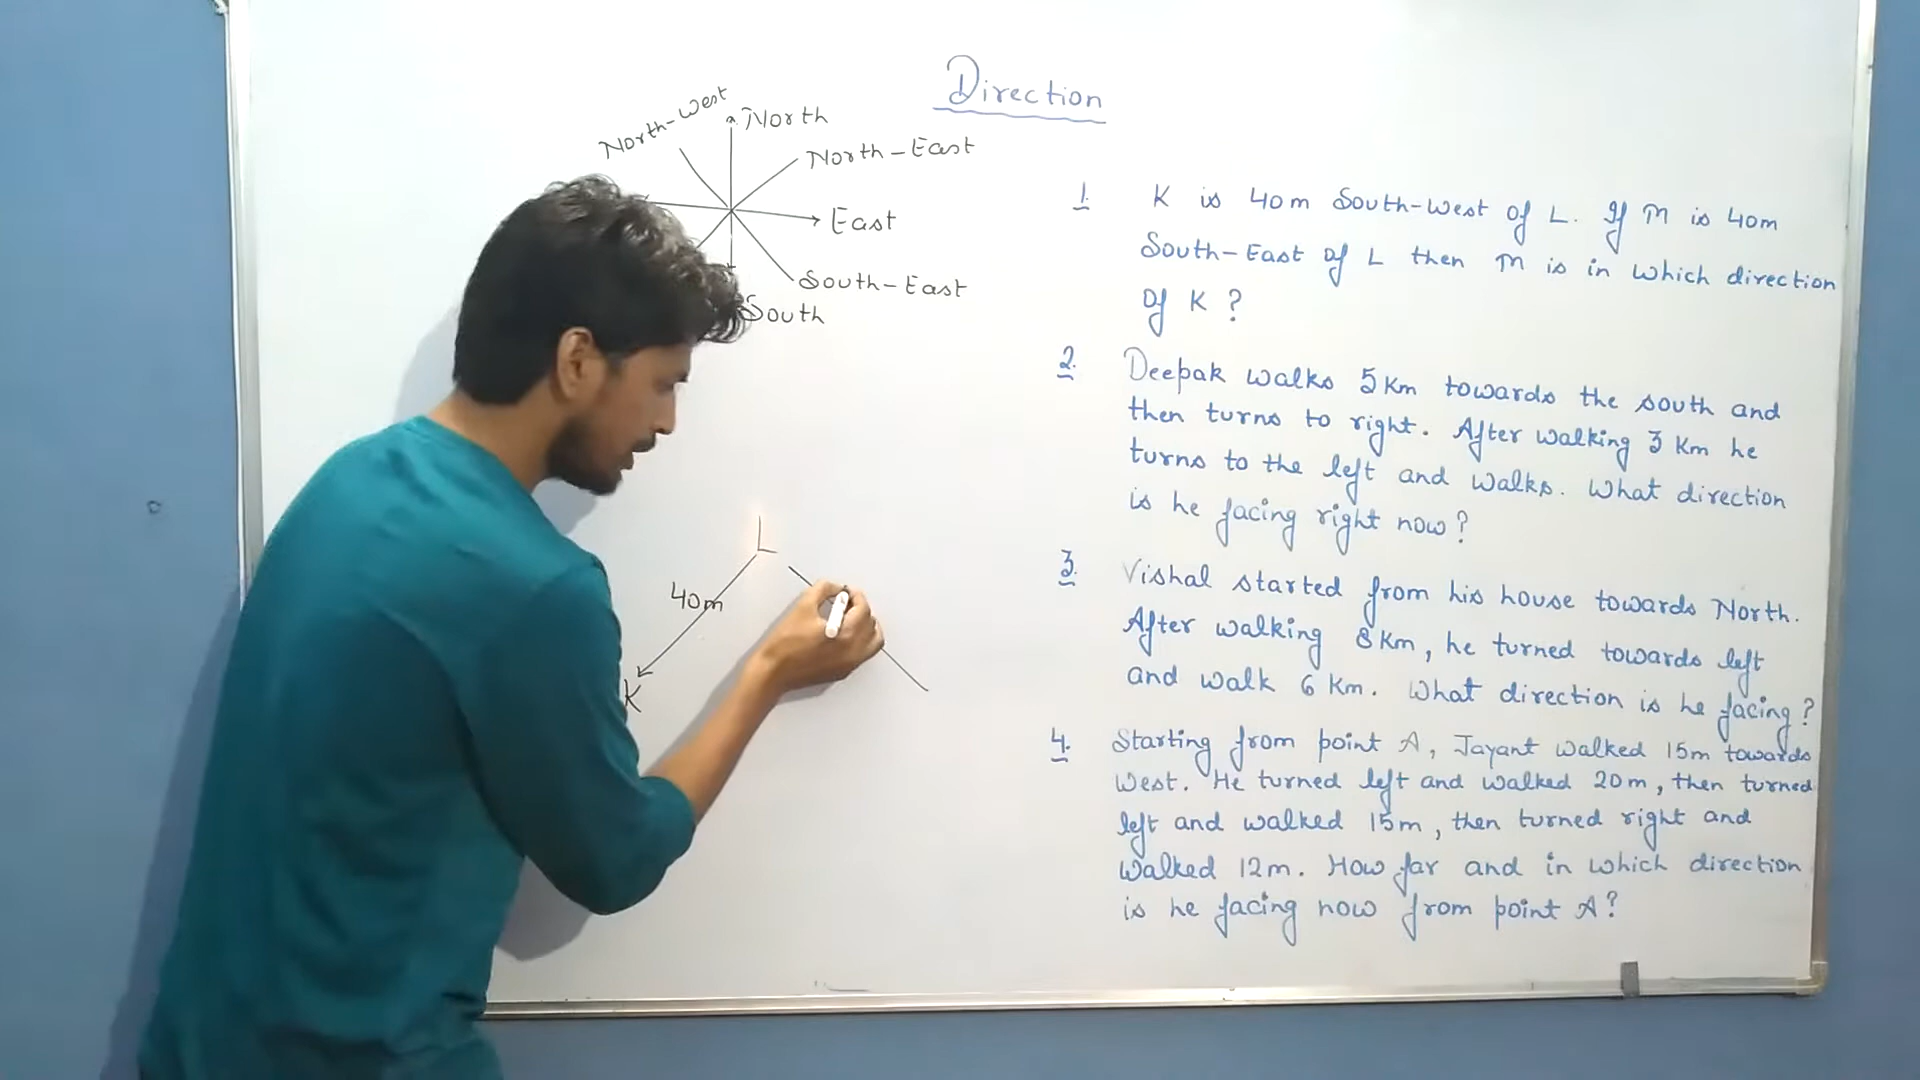 Direction
North-West
North
North-East
East
South-East
South
L
40m
K
1. K is 40m South-West of L. If M is 40m
South-East of L then M is in which direction
of K ?
2. Deepak walks 5 Km towards the south and
then turns to right. After walking 3 Km he
turns to the left and walks. What direction
is he facing right now?
3. Vishal started from his house towards North.
After walking 8 Km, he turned towards left
and walk 6 Km. What direction is he facing?
4. Starting from point A, Jayant walked 15m towards
West. He turned left and walked 20m, then turned
left and walked 15m, then turned right and
walked 12m. How far and in which direction
is he facing now from point A?